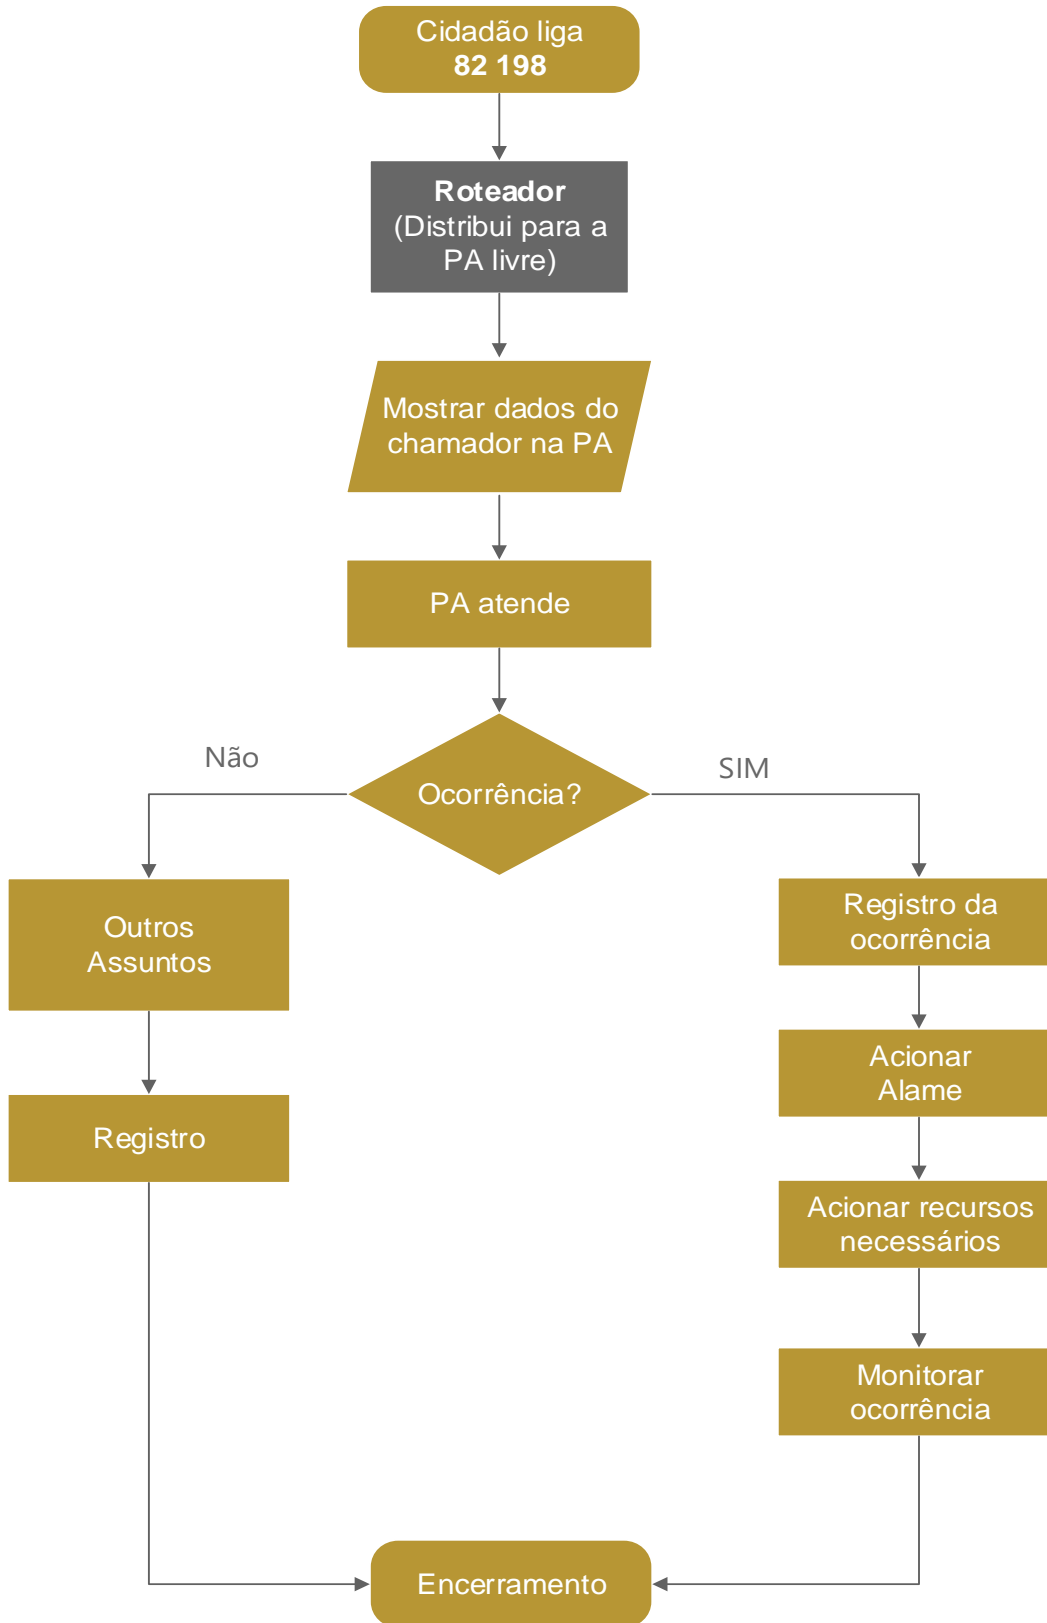 Cidadão liga
82 198
Roteador
(Distribui para a
PA livre)
Mostrar dados do
chamador na PA
PA atende
Ocorrência?
Não
SIM
Outros
Assuntos
Registro
Registro da
ocorrência
Acionar
Alame
Acionar recursos
necessários
Monitorar
ocorrência
Encerramento